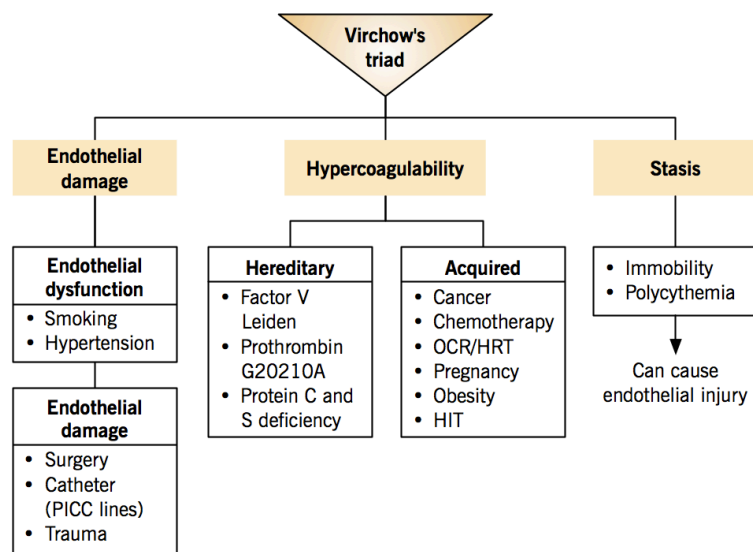 Virchow's
triad
Endothelial
damage
Hypercoagulability
Stasis
Endothelial
dysfunction
• Smoking
• Hypertension
Endothelial
damage
• Surgery
• Catheter
(PICC lines)
• Trauma
Hereditary
• Factor V
Leiden
• Prothrombin
G20210A
• Protein C and
S deficiency
Acquired
• Cancer
• Chemotherapy
• OCR/HRT
• Pregnancy
• Obesity
• HIT
• Immobility
• Polycythemia
Can cause
endothelial injury